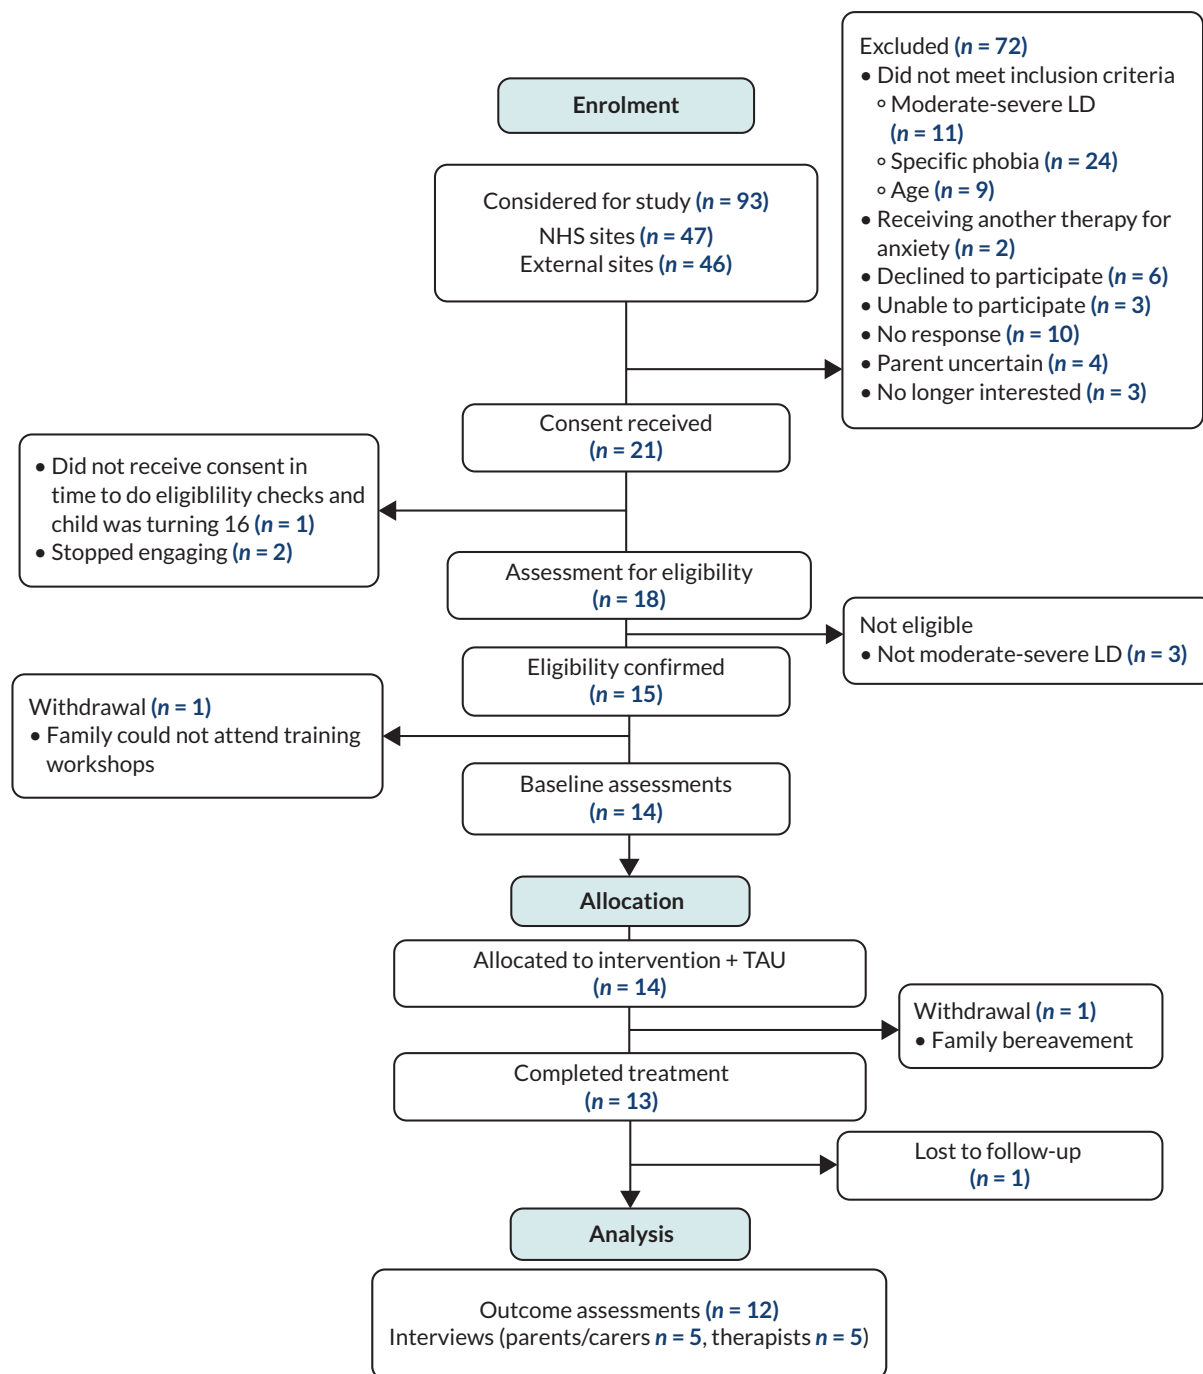 Enrolment
Considered for study (n = 93)
NHS sites (n = 47)
External sites (n = 46)
Excluded (n = 72)
• Did not meet inclusion criteria
◦ Moderate-severe LD
(n = 11)
◦ Specific phobia (n = 24)
◦ Age (n = 9)
• Receiving another therapy for
anxiety (n = 2)
• Declined to participate (n = 6)
• Unable to participate (n = 3)
• No response (n = 10)
• Parent uncertain (n = 4)
• No longer interested (n = 3)
Consent received
(n = 21)
• Did not receive consent in
time to do eligiblility checks and
child was turning 16 (n = 1)
• Stopped engaging (n = 2)
Assessment for eligibility
(n = 18)
Not eligible
• Not moderate-severe LD (n = 3)
Eligibility confirmed
(n = 15)
Withdrawal (n = 1)
• Family could not attend training
workshops
Baseline assessments
(n = 14)
Allocation
Allocated to intervention + TAU
(n = 14)
Withdrawal (n = 1)
• Family bereavement
Completed treatment
(n = 13)
Lost to follow-up
(n = 1)
Analysis
Outcome assessments (n = 12)
Interviews (parents/carers n = 5, therapists n = 5)